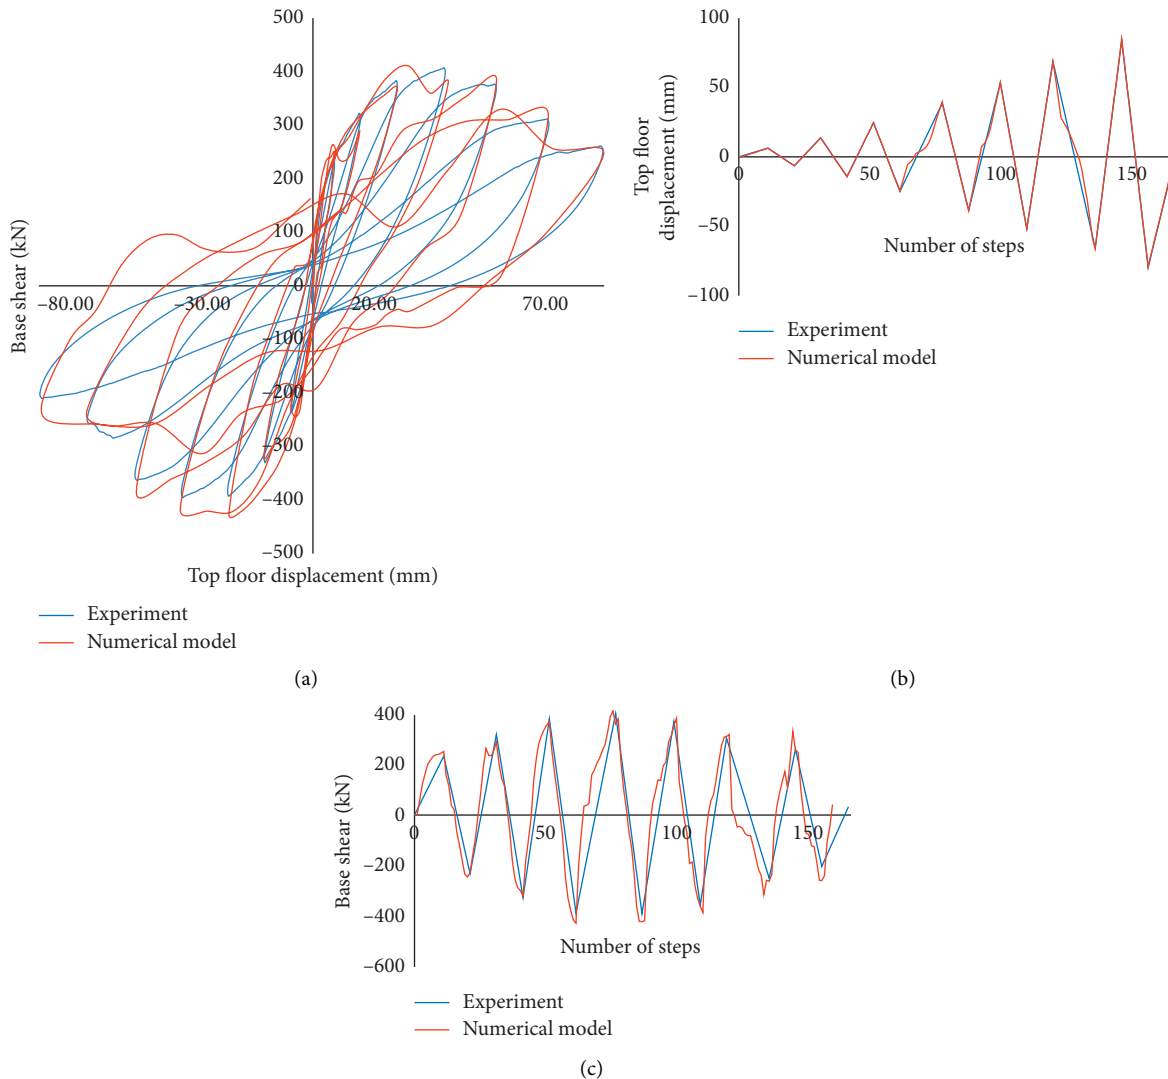 500
400
300
200
100
0
–100
–200
–300
–400
–500
–80.00
–30.00
20.00
70.00
Base shear (kN)
Top floor displacement (mm)
Experiment
Numerical model
(a)
100
50
0
–50
–100
0
50
100
150
Top floor
displacement (mm)
Number of steps
Experiment
Numerical model
(b)
400
200
0
–200
–400
–600
0
50
100
150
Base shear (kN)
Number of steps
Experiment
Numerical model
(c)